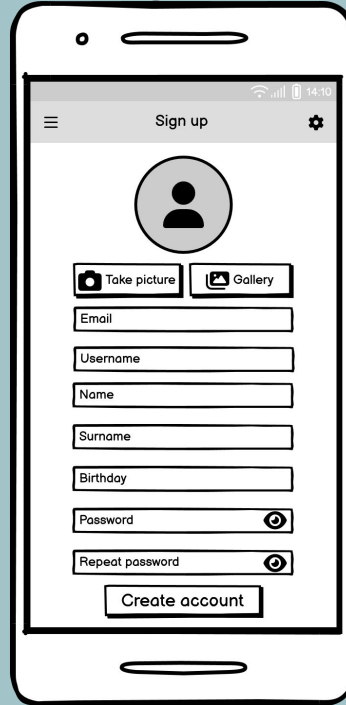 14:10
Sign up
Take picture Gallery
Email
Username
Name
Surname
Birthday
Password
Repeat password
Create account